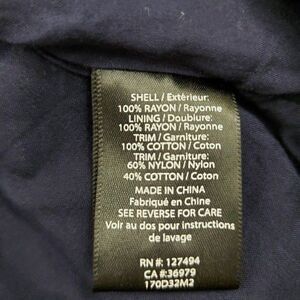 SHELL / Extérieur:
100% RAYON / Rayonne
LINING / Doublure:
100% RAYON / Rayonne
TRIM / Garniture:
100% COTTON / Coton
TRIM / Garniture:
60% NYLON / Nylon
40% COTTON / Coton
MADE IN CHINA
Fabriqué en Chine
SEE REVERSE FOR CARE
Voir au dos pour instructions
de lavage
RN #: 127494
CA #:36979
170D32M2